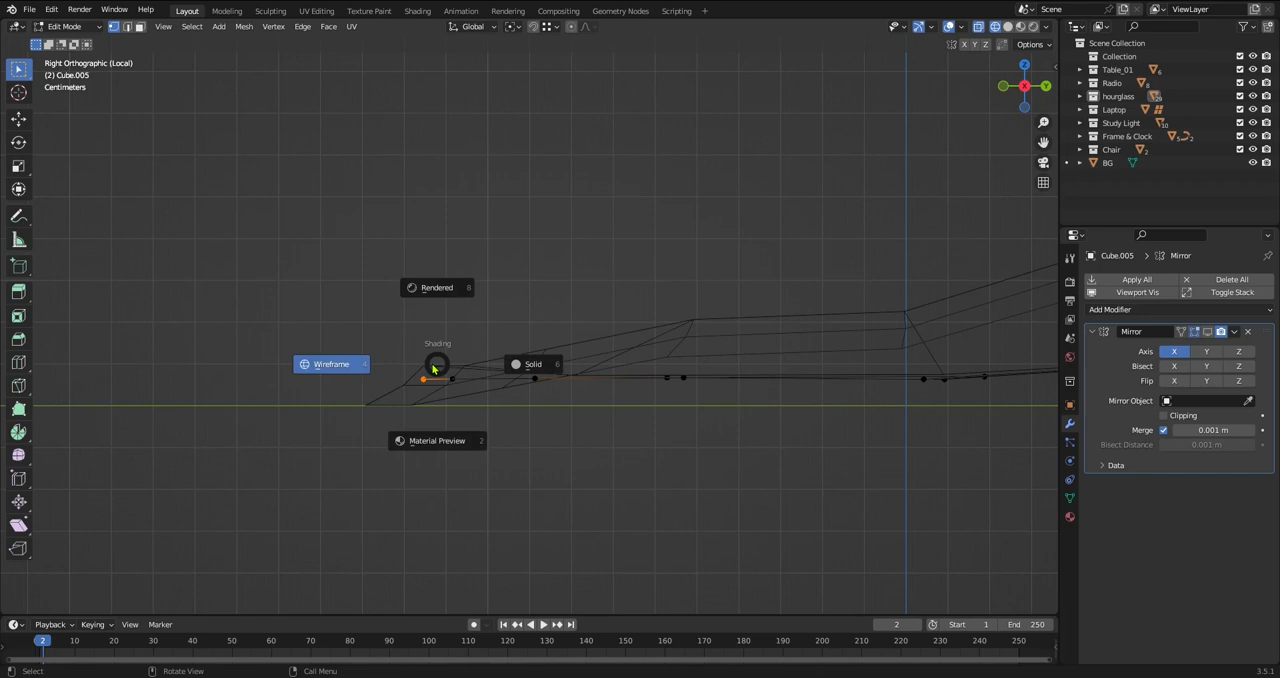 File Edit Render Window Help
Layout Modeling Sculpting UV Editing Texture Paint Shading Animation Rendering Compositing Geometry Nodes Scripting +
Scene ViewLayer
Edit Mode View Select Add Mesh Vertex Edge Face UV Global
X Y Z Options
Right Orthographic (Local)
(2) Cube.005
Centimeters
Z
X Y
Scene Collection
Collection
Table_01 6
Radio 8
hourglass 29
Laptop
Study Light 10
Frame & Clock 5 2
Chair 2
BG
Rendered 8
Shading
Wireframe 4
Solid 6
Material Preview 2
Cube.005 > Mirror
Apply All Delete All
Viewport Vis Toggle Stack
Add Modifier
Mirror
Axis X Y Z
Bisect X Y Z
Flip X Y Z
Mirror Object
Clipping
Merge 0.001 m
Bisect Distance 0.001 m
Data
Playback Keying View Marker 2 Start 1 End 250
2 10 20 30 40 50 60 70 80 90 100 110 120 130 140 150 160 170 180 190 200 210 220 230 240 250
Select Rotate View Call Menu 3.5.1